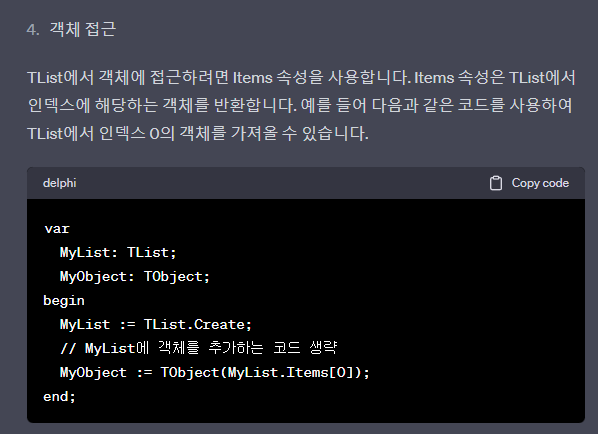 4. 객체 접근
TList에서 객체에 접근하려면 Items 속성을 사용합니다. Items 속성은 TList에서
인덱스에 해당하는 객체를 반환합니다. 예를 들어 다음과 같은 코드를 사용하여
TList에서 인덱스 0의 객체를 가져올 수 있습니다.
delphi Copy code
var
  MyList: TList;
  MyObject: TObject;
begin
  MyList := TList.Create;
  // MyList에 객체를 추가하는 코드 생략
  MyObject := TObject(MyList.Items[0]);
end;